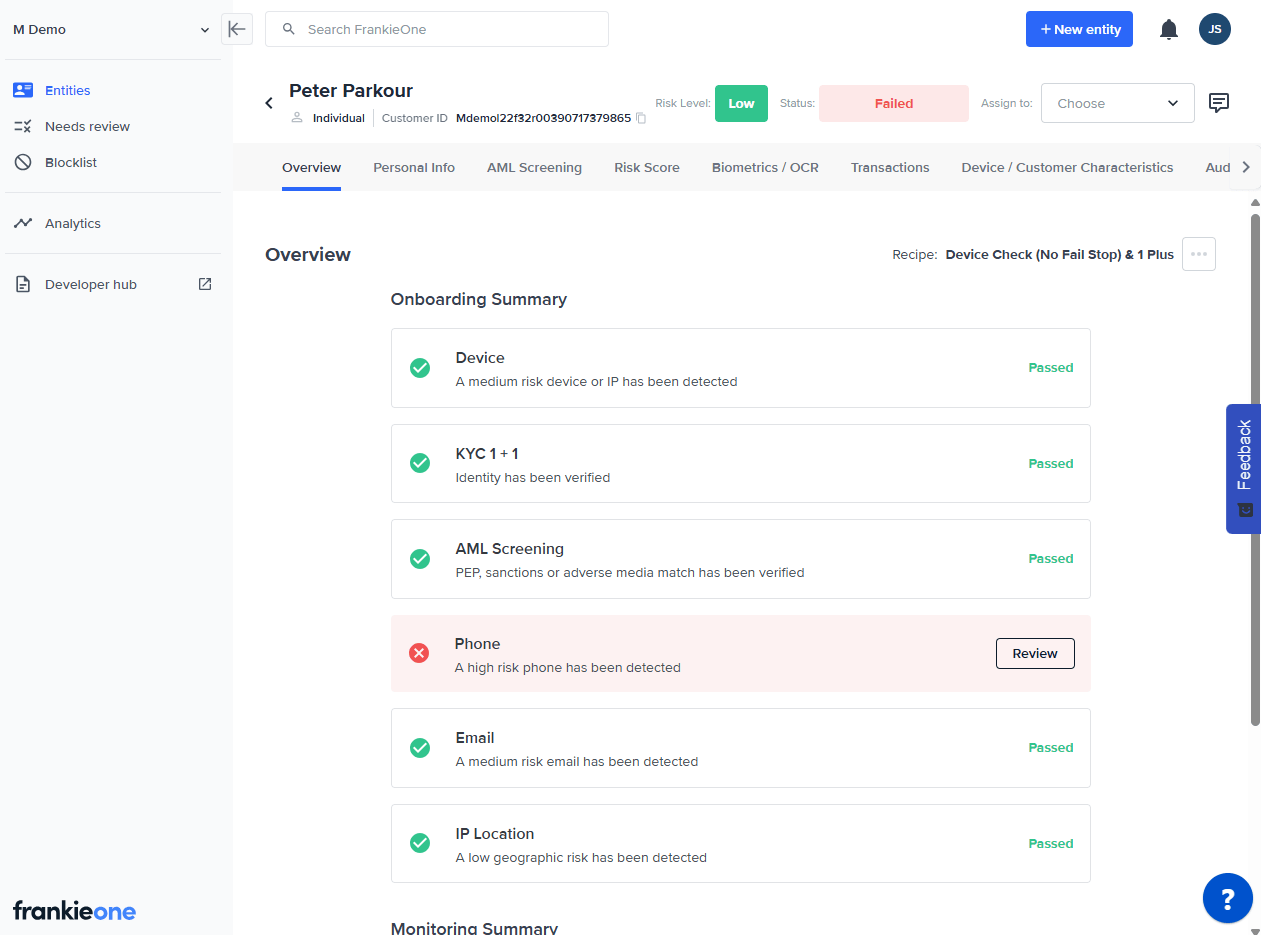 M Demo
Search FrankieOne
+ New entity
JS
Entities
Needs review
Blocklist
Analytics
Developer hub
Peter Parkour
Individual
Customer ID
Mdemol22f32r00390717379865
Risk Level:
Low
Status:
Failed
Assign to:
Choose
Overview
Personal Info
AML Screening
Risk Score
Biometrics / OCR
Transactions
Device / Customer Characteristics
Aud
Overview
Recipe: Device Check (No Fail Stop) & 1 Plus
Onboarding Summary
Device
A medium risk device or IP has been detected
Passed
KYC 1 + 1
Identity has been verified
Passed
AML Screening
PEP, sanctions or adverse media match has been verified
Passed
Phone
A high risk phone has been detected
Review
Email
A medium risk email has been detected
Passed
IP Location
A low geographic risk has been detected
Passed
Monitoring Summary
Feedback
?
frankieone